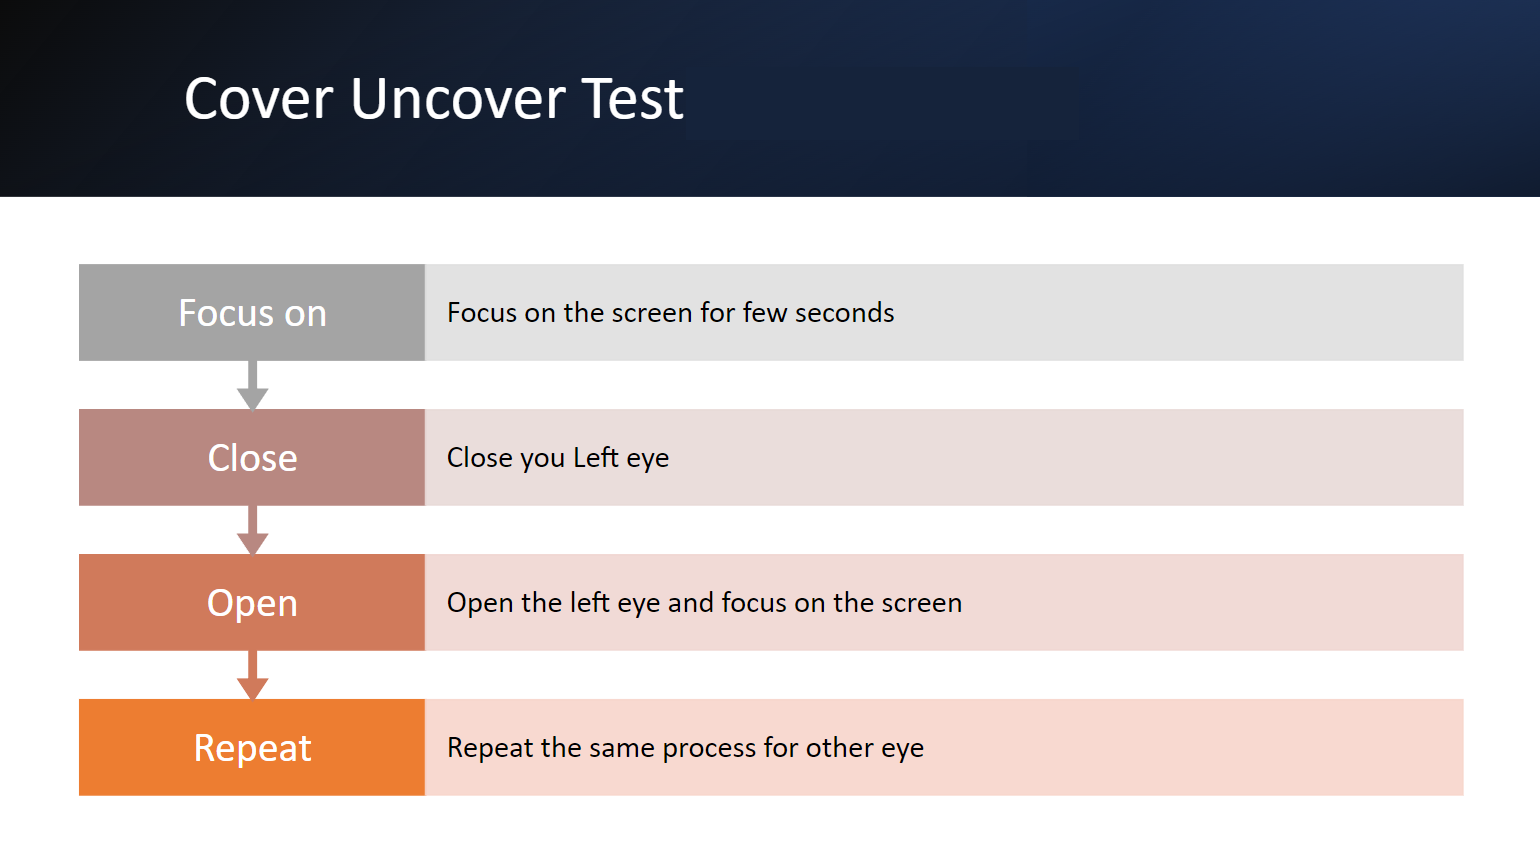 Cover Uncover Test
Focus on
Focus on the screen for few seconds
Close
Close you Left eye
Open
Open the left eye and focus on the screen
Repeat
Repeat the same process for other eye